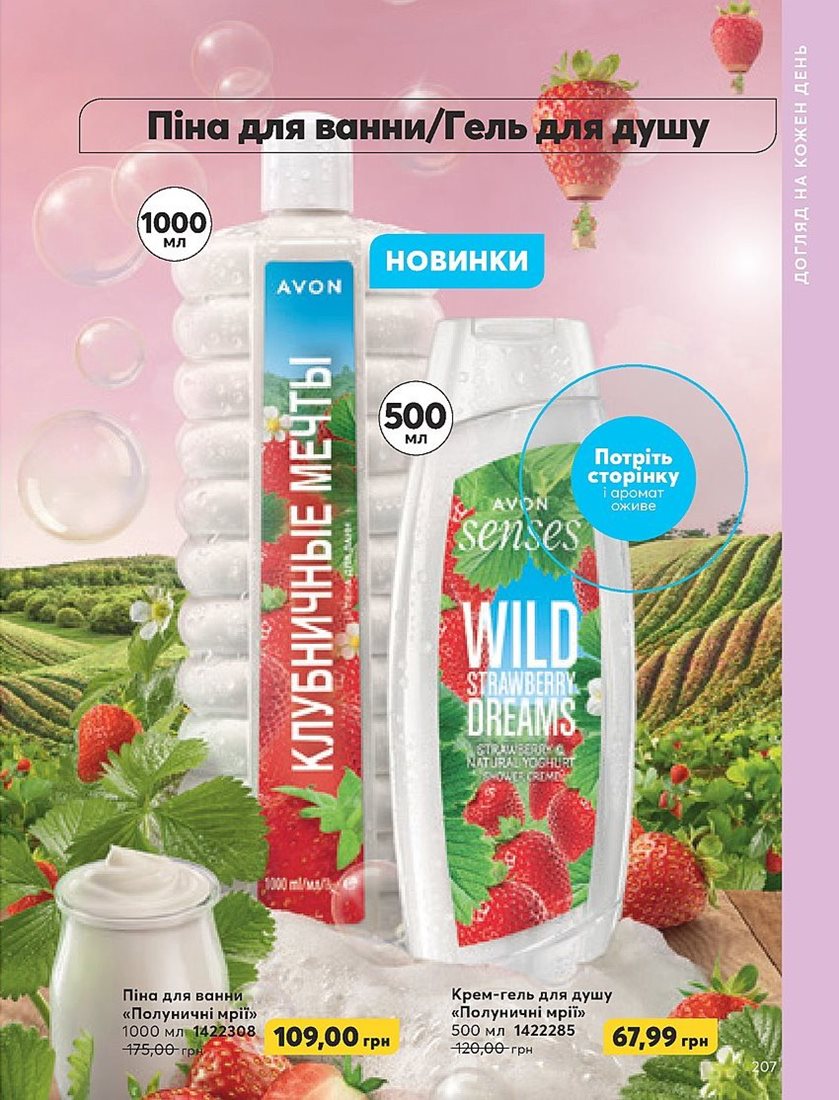 ДОГЛЯД НА КОЖЕН ДЕНЬ
Піна для ванни/Гель для душу
1000
мл
НОВИНКИ
AVON
КЛУБНИЧНЫЕ МЕЧТЫ
1000 ml/мл/
500
мл
Потріть
сторінку
і аромат
оживе
AVON
senses
WILD
STRAWBERRY
DREAMS
STRAWBERRY &
NATURAL YOGHURT
SHOWER CREME
Піна для ванни
«Полуничні мрії»
1000 мл 1422308
175,00 грн
109,00 грн
Крем-гель для душу
«Полуничні мрії»
500 мл 1422285
120,00 грн
67,99 грн
207